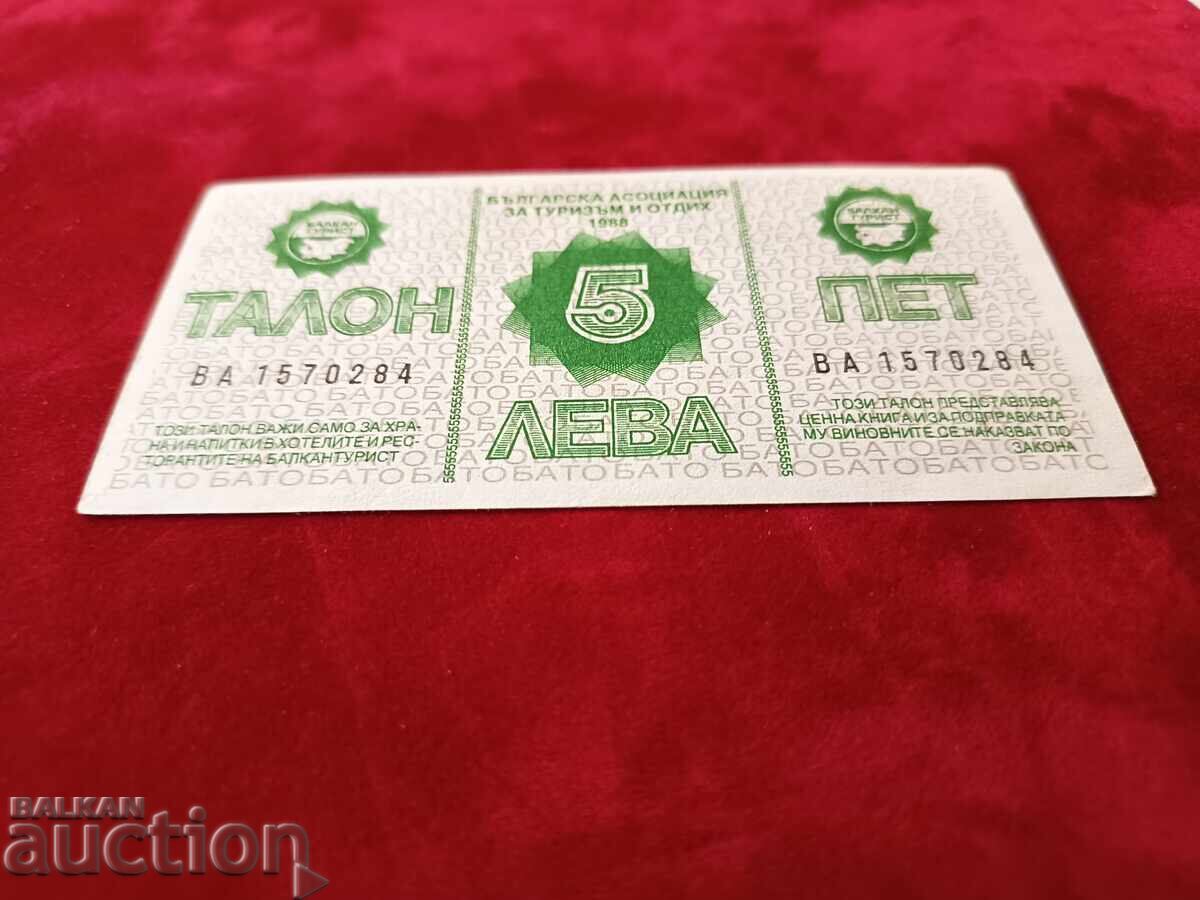 БАЛКАН
ТУРИСТ
ТАЛОН
ВА 1570284
ТОЗИ ТАЛОН ВАЖИ САМО ЗА ХРА-
НА И НАПИТКИ В ХОТЕЛИТЕ И РЕС-
ТОРАНТИТЕ НА БАЛКАНТУРИСТ
БЪЛГАРСКА АСОЦИАЦИЯ
ЗА ТУРИЗЪМ И ОТДИХ
1988
5
ЛЕВА
БАЛКАН
ТУРИСТ
ПЕТ
ВА 1570284
ТОЗИ ТАЛОН ПРЕДСТАВЛЯВА
ЦЕННА КНИГА И ЗА ПОДПРАВКАТА
МУ ВИНОВНИТЕ СЕ НАКАЗВАТ ПО
ЗАКОНА
BALKAN
auction